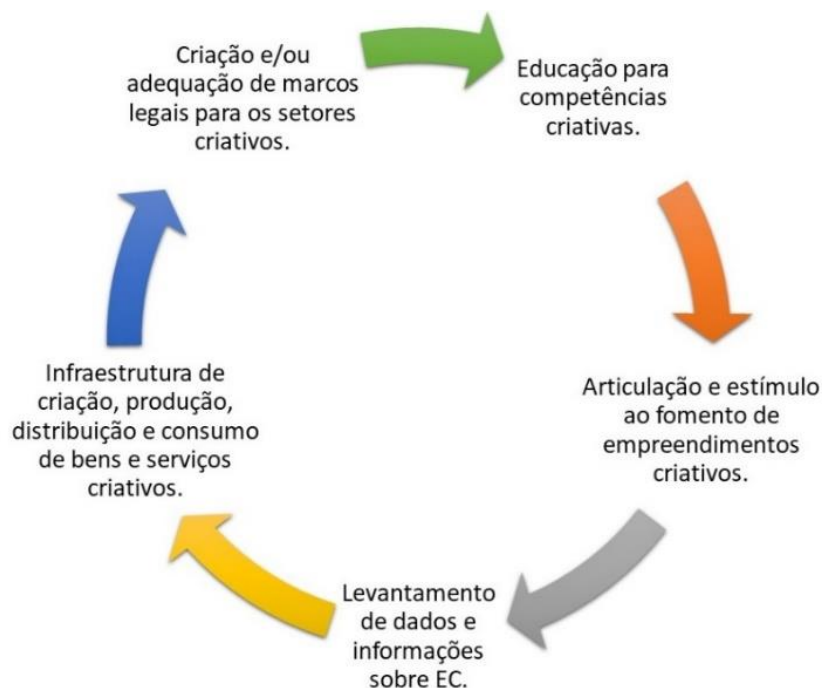 Criação e/ou
adequação de marcos
legais para os setores
criativos.
Educação para
competências
criativas.
Articulação e estímulo
ao fomento de
empreendimentos
criativos.
Levantamento
de dados e
informações
sobre EC.
Infraestrutura de
criação, produção,
distribuição e consumo
de bens e serviços
criativos.